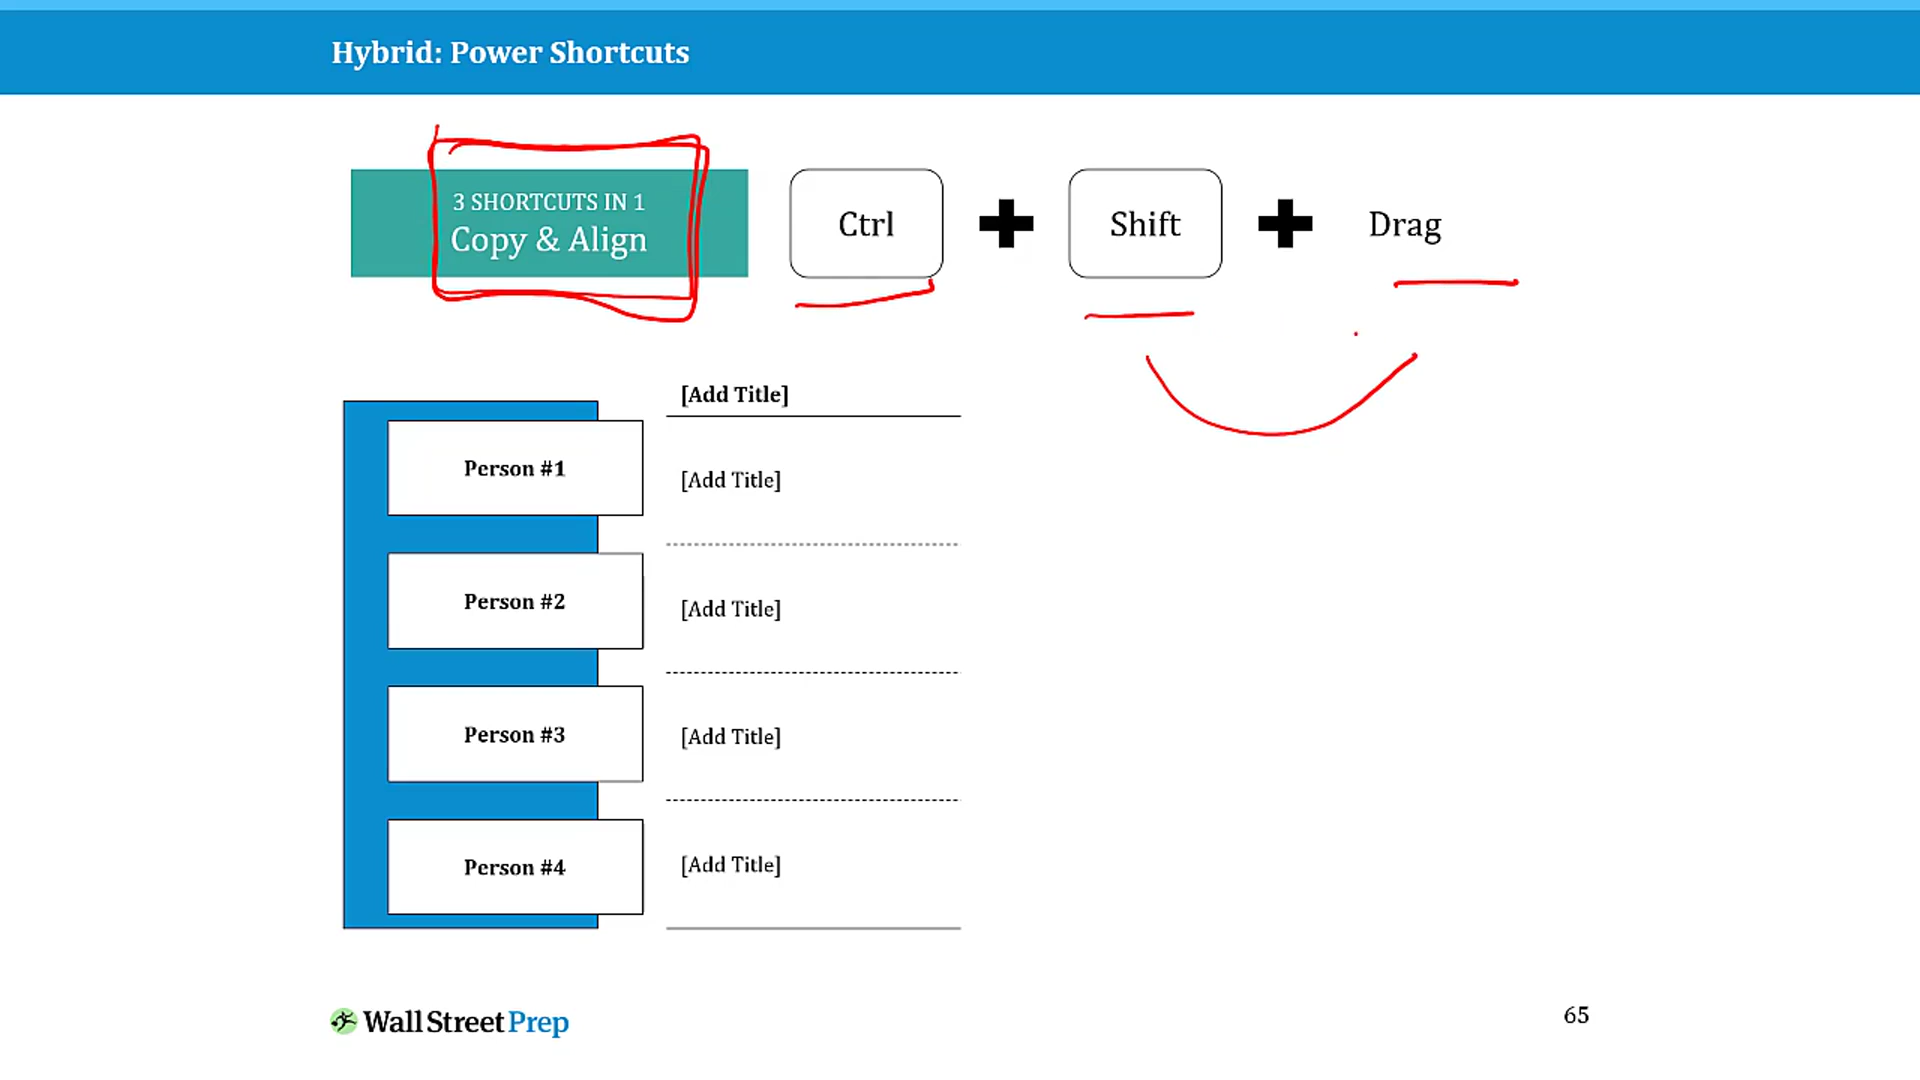 Hybrid: Power Shortcuts
3 SHORTCUTS IN 1
Copy & Align
Ctrl + Shift + Drag
[Add Title]
Person #1
[Add Title]
Person #2
[Add Title]
Person #3
[Add Title]
Person #4
[Add Title]
Wall Street Prep
65